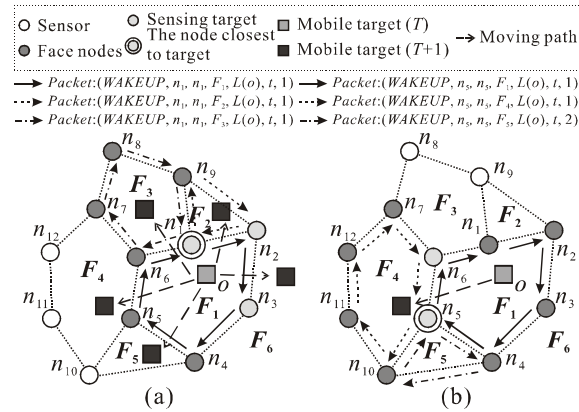 Sensor
Sensing target
Mobile target (T)
Face nodes
The node closest to target
Mobile target (T+1)
Moving path
Packet:(WAKEUP, n₁, n₁, F₁, L(o), t, 1)
Packet:(WAKEUP, n₅, n₅, F₁, L(o), t, 1)
Packet:(WAKEUP, n₁, n₁, F₂, L(o), t, 1)
Packet:(WAKEUP, n₅, n₅, F₄, L(o), t, 1)
Packet:(WAKEUP, n₁, n₁, F₃, L(o), t, 1)
Packet:(WAKEUP, n₅, n₅, F₅, L(o), t, 2)
n₈
n₉
F₃
n₇
F₂
n₁₂
n₂
F₄
n₆
o
n₁₁
n₃
n₅
F₁
F₆
F₅
n₄
n₁₀
(a)
n₈
n₉
n₇
F₃
n₁
F₂
n₁₂
n₂
F₄
n₆
o
n₁₁
n₅
F₁
n₃
F₆
F₅
n₄
n₁₀
(b)